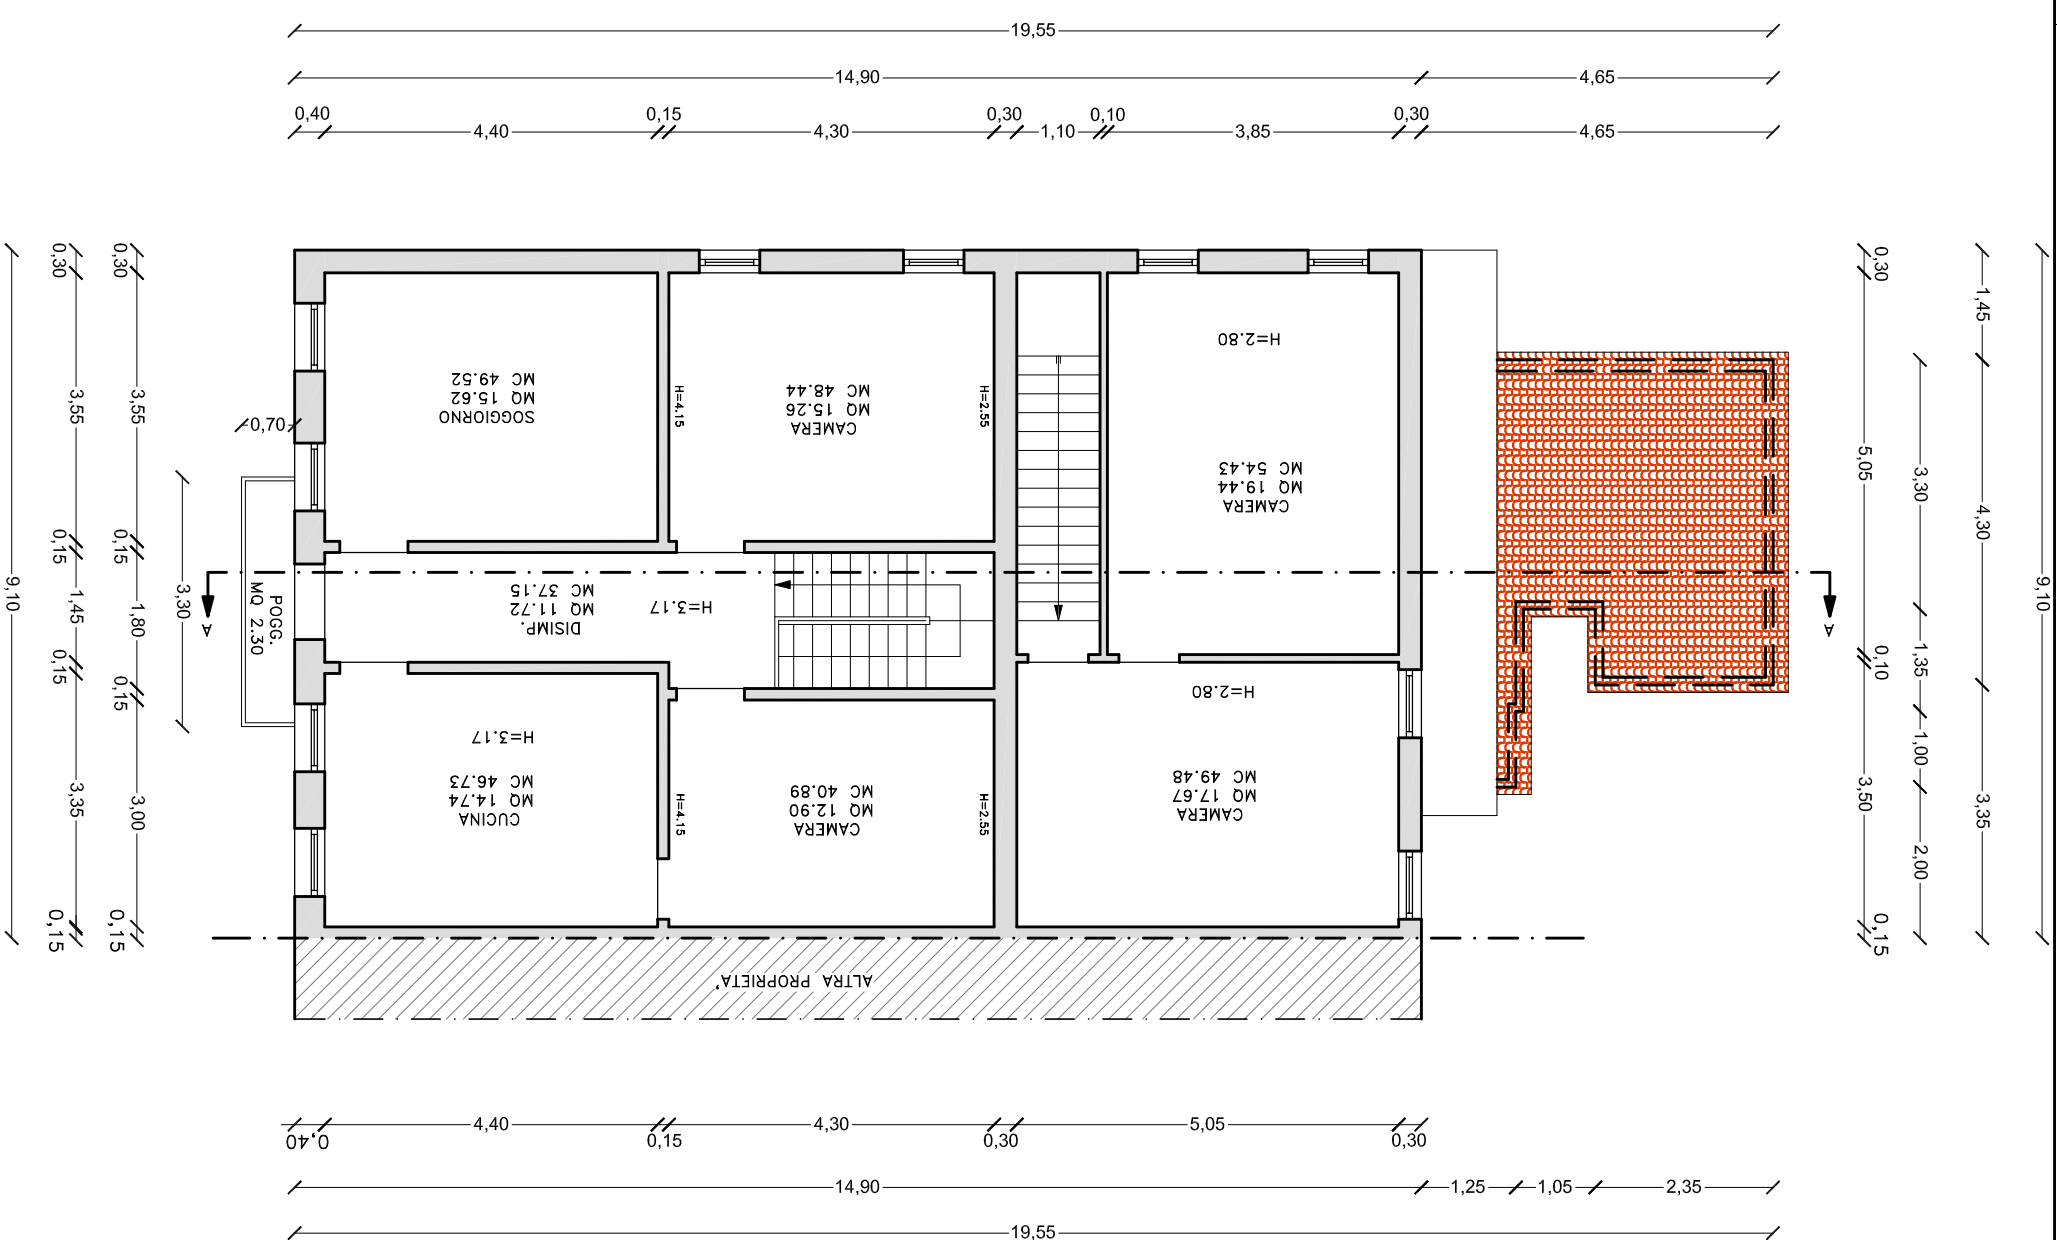 19,55
14,90
4,65
0,40
0,15
0,30
0,10
0,30
4,40
4,30
1,10
3,85
4,65
0,30
0,30
0,30
1,45
H=2.80
SOGGIORNO
MQ 15.62
MC 49.52
H=4.15
CAMERA
MQ 15.26
MC 48.44
H=2.55
3,55
3,55
0,70
CAMERA
MQ 19.44
MC 54.43
5,05
3,30
4,30
0,15
0,15
9,10
1,45
1,80
3,30
POGG.
MQ 2.30
DISIMP.
MQ 11.72
MC 37.15
H=3.17
A
A
9,10
0,15
0,15
0,10
1,35
H=2.80
H=3.17
1,00
CUCINA
MQ 14.74
MC 46.73
H=4.15
CAMERA
MQ 12.90
MC 40.89
H=2.55
CAMERA
MQ 17.67
MC 49.48
3,35
3,00
3,50
3,35
2,00
0,15
0,15
0,15
ALTRA PROPRIETA'
4,40
4,30
5,05
0,40
0,15
0,30
0,30
14,90
1,25
1,05
2,35
19,55